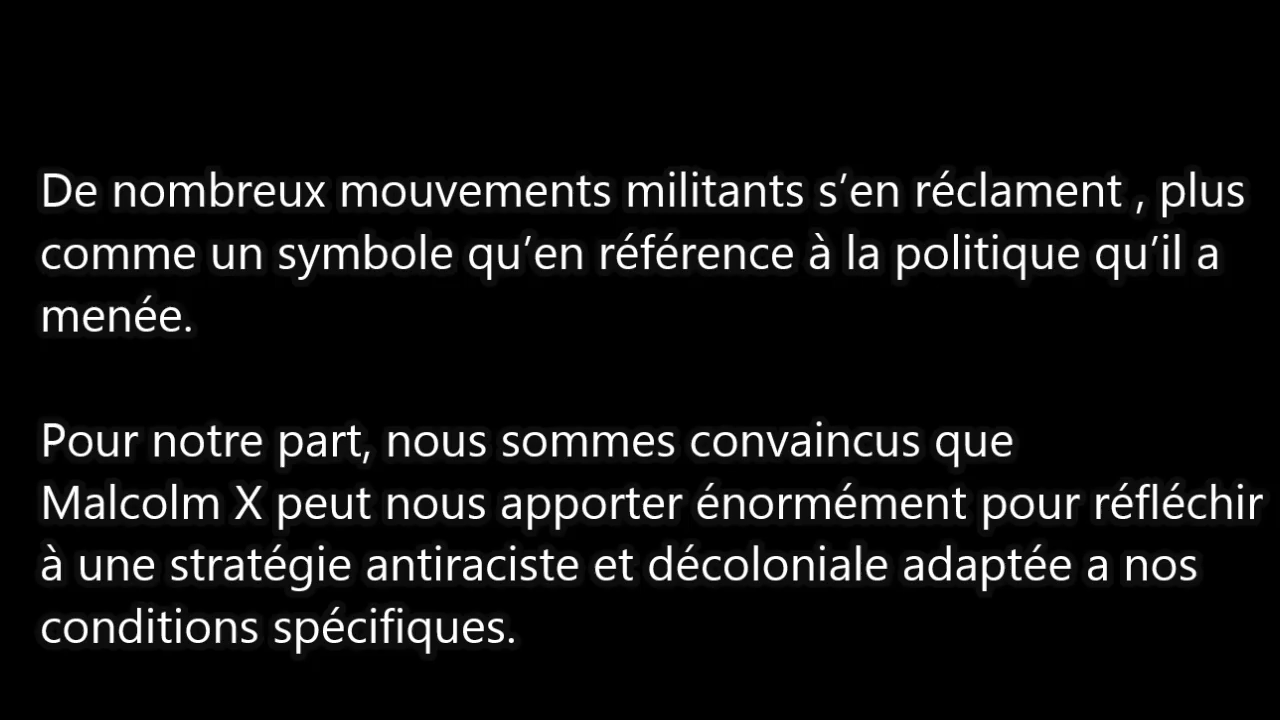 De nombreux mouvements militants s’en réclament , plus
comme un symbole qu’en référence à la politique qu’il a
menée.
Pour notre part, nous sommes convaincus que
Malcolm X peut nous apporter énormément pour réfléchir
à une stratégie antiraciste et décoloniale adaptée a nos
conditions spécifiques.